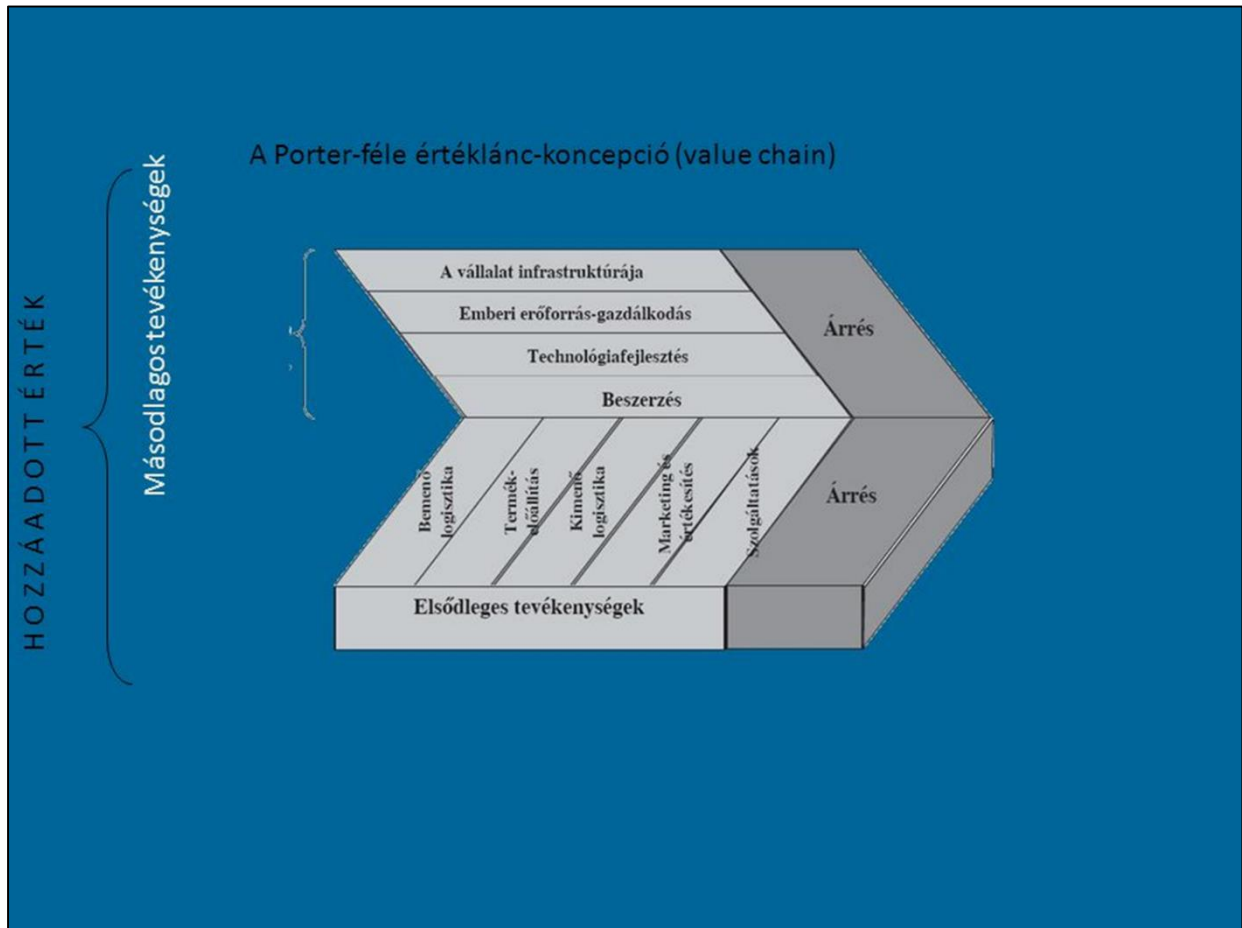 A Porter-féle értéklánc-koncepció (value chain)
HOZZÁADOTT ÉRTÉK
Másodlagos tevékenységek
A vállalat infrastruktúrája
Emberi erőforrás-gazdálkodás
Technológiafejlesztés
Beszerzés
Árrés
Bemenő
logisztika
Termék-
előállítás
Kimenő
logisztika
Marketing és
értékesítés
Szolgáltatások
Árrés
Elsődleges tevékenységek